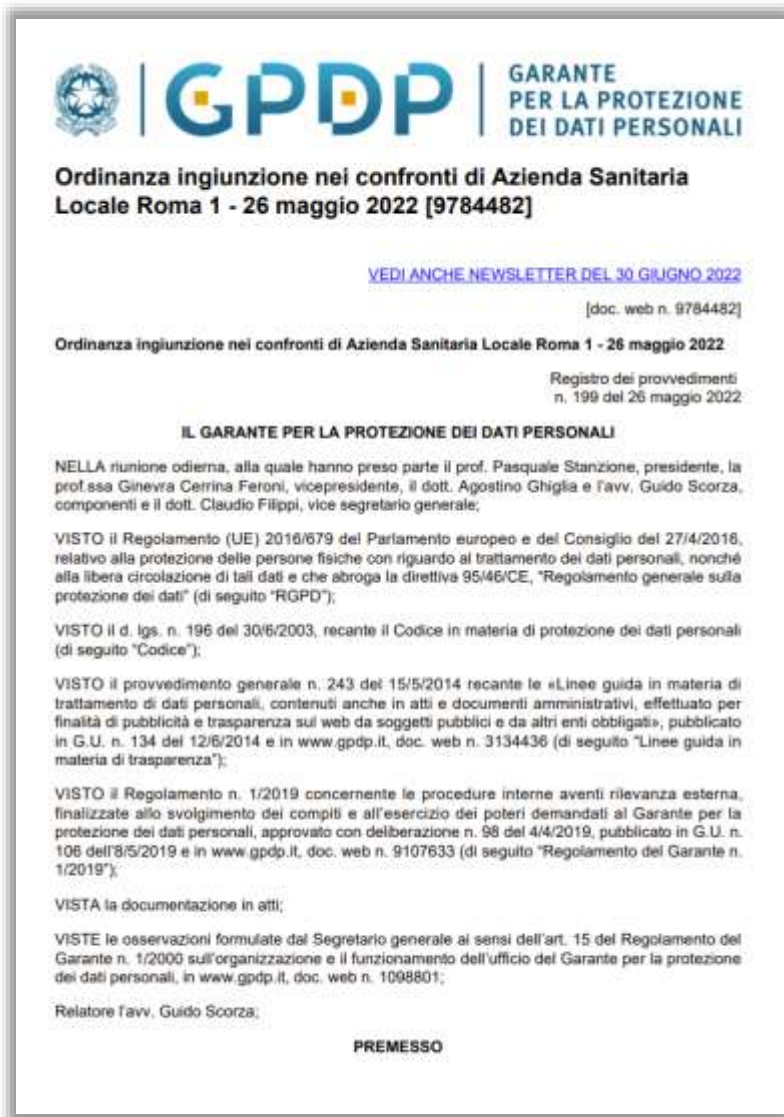 GPDP
GARANTE
PER LA PROTEZIONE
DEI DATI PERSONALI
Ordinanza ingiunzione nei confronti di Azienda Sanitaria
Locale Roma 1 - 26 maggio 2022 [9784482]
VEDI ANCHE NEWSLETTER DEL 30 GIUGNO 2022
[doc. web n. 9784482]
Ordinanza ingiunzione nei confronti di Azienda Sanitaria Locale Roma 1 - 26 maggio 2022
Registro dei provvedimenti
n. 199 del 26 maggio 2022
IL GARANTE PER LA PROTEZIONE DEI DATI PERSONALI
NELLA riunione odierna, alla quale hanno preso parte il prof. Pasquale Stanzione, presidente, la
prof.ssa Ginevra Cerrina Feroni, vicepresidente, il dott. Agostino Ghiglia e l'avv. Guido Scorza,
componenti e il dott. Claudio Filippi, vice segretario generale;
VISTO il Regolamento (UE) 2016/679 del Parlamento europeo e del Consiglio del 27/4/2016,
relativo alla protezione delle persone fisiche con riguardo al trattamento dei dati personali, nonché
alla libera circolazione di tali dati e che abroga la direttiva 95/46/CE, "Regolamento generale sulla
protezione dei dati" (di seguito "RGPD");
VISTO il d. lgs. n. 196 del 30/6/2003, recante il Codice in materia di protezione dei dati personali
(di seguito "Codice");
VISTO il provvedimento generale n. 243 del 15/5/2014 recante le «Linee guida in materia di
trattamento di dati personali, contenuti anche in atti e documenti amministrativi, effettuato per
finalità di pubblicità e trasparenza sul web da soggetti pubblici e da altri enti obbligati», pubblicato
in G.U. n. 134 del 12/6/2014 e in www.gpdp.it, doc. web n. 3134436 (di seguito "Linee guida in
materia di trasparenza");
VISTO il Regolamento n. 1/2019 concernente le procedure interne aventi rilevanza esterna,
finalizzate allo svolgimento dei compiti e all'esercizio dei poteri demandati al Garante per la
protezione dei dati personali, approvato con deliberazione n. 98 del 4/4/2019, pubblicato in G.U. n.
106 dell'8/5/2019 e in www.gpdp.it, doc. web n. 9107633 (di seguito "Regolamento del Garante n.
1/2019");
VISTA la documentazione in atti;
VISTE le osservazioni formulate dal Segretario generale ai sensi dell'art. 15 del Regolamento del
Garante n. 1/2000 sull'organizzazione e il funzionamento dell'ufficio del Garante per la protezione
dei dati personali, in www.gpdp.it, doc. web n. 1098801;
Relatore l'avv. Guido Scorza;
PREMESSO